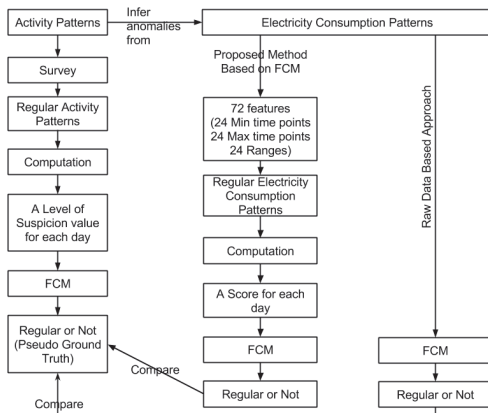 Activity Patterns
Infer
anomalies
from
Electricity Consumption Patterns
Survey
Regular Activity
Patterns
Computation
A Level of
Suspicion value
for each day
FCM
Regular or Not
(Pseudo Ground
Truth)
Compare
Proposed Method
Based on FCM
72 features
(24 Min time points
24 Max time points
24 Ranges)
Regular Electricity
Consumption
Patterns
Computation
A Score for each
day
FCM
Regular or Not
Compare
Raw Data Based Approach
FCM
Regular or Not